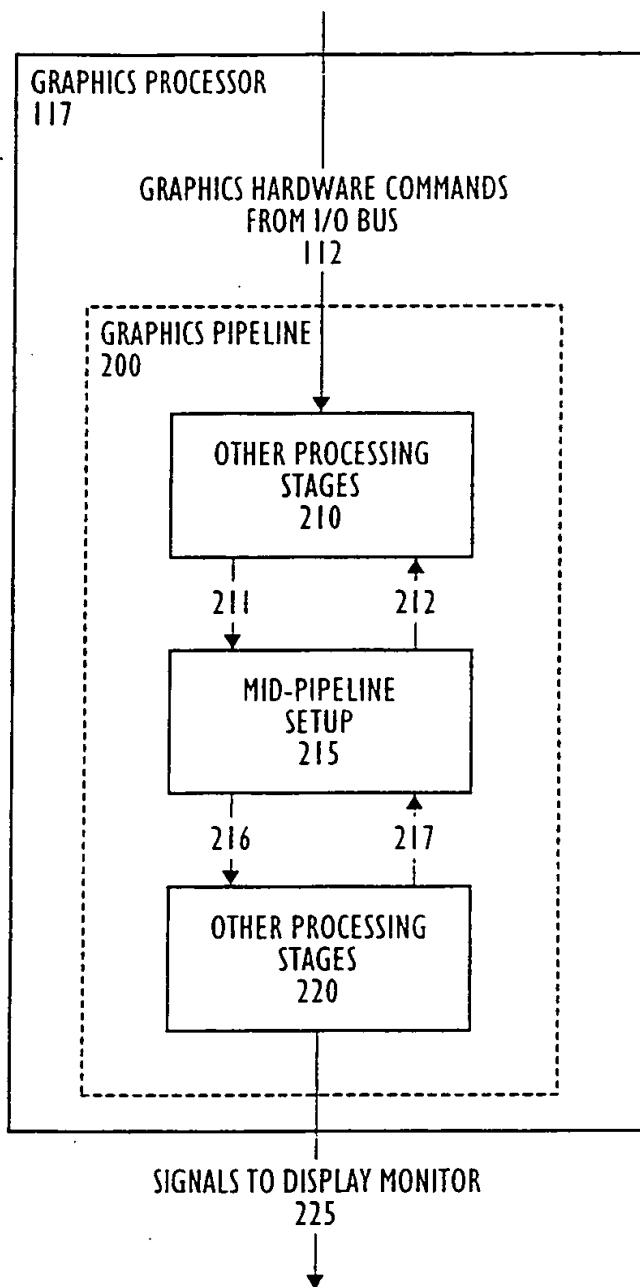 GRAPHICS PROCESSOR
117
GRAPHICS HARDWARE COMMANDS
FROM I/O BUS
112
GRAPHICS PIPELINE
200
OTHER PROCESSING
STAGES
210
211
212
MID-PIPELINE
SETUP
215
216
217
OTHER PROCESSING
STAGES
220
SIGNALS TO DISPLAY MONITOR
225